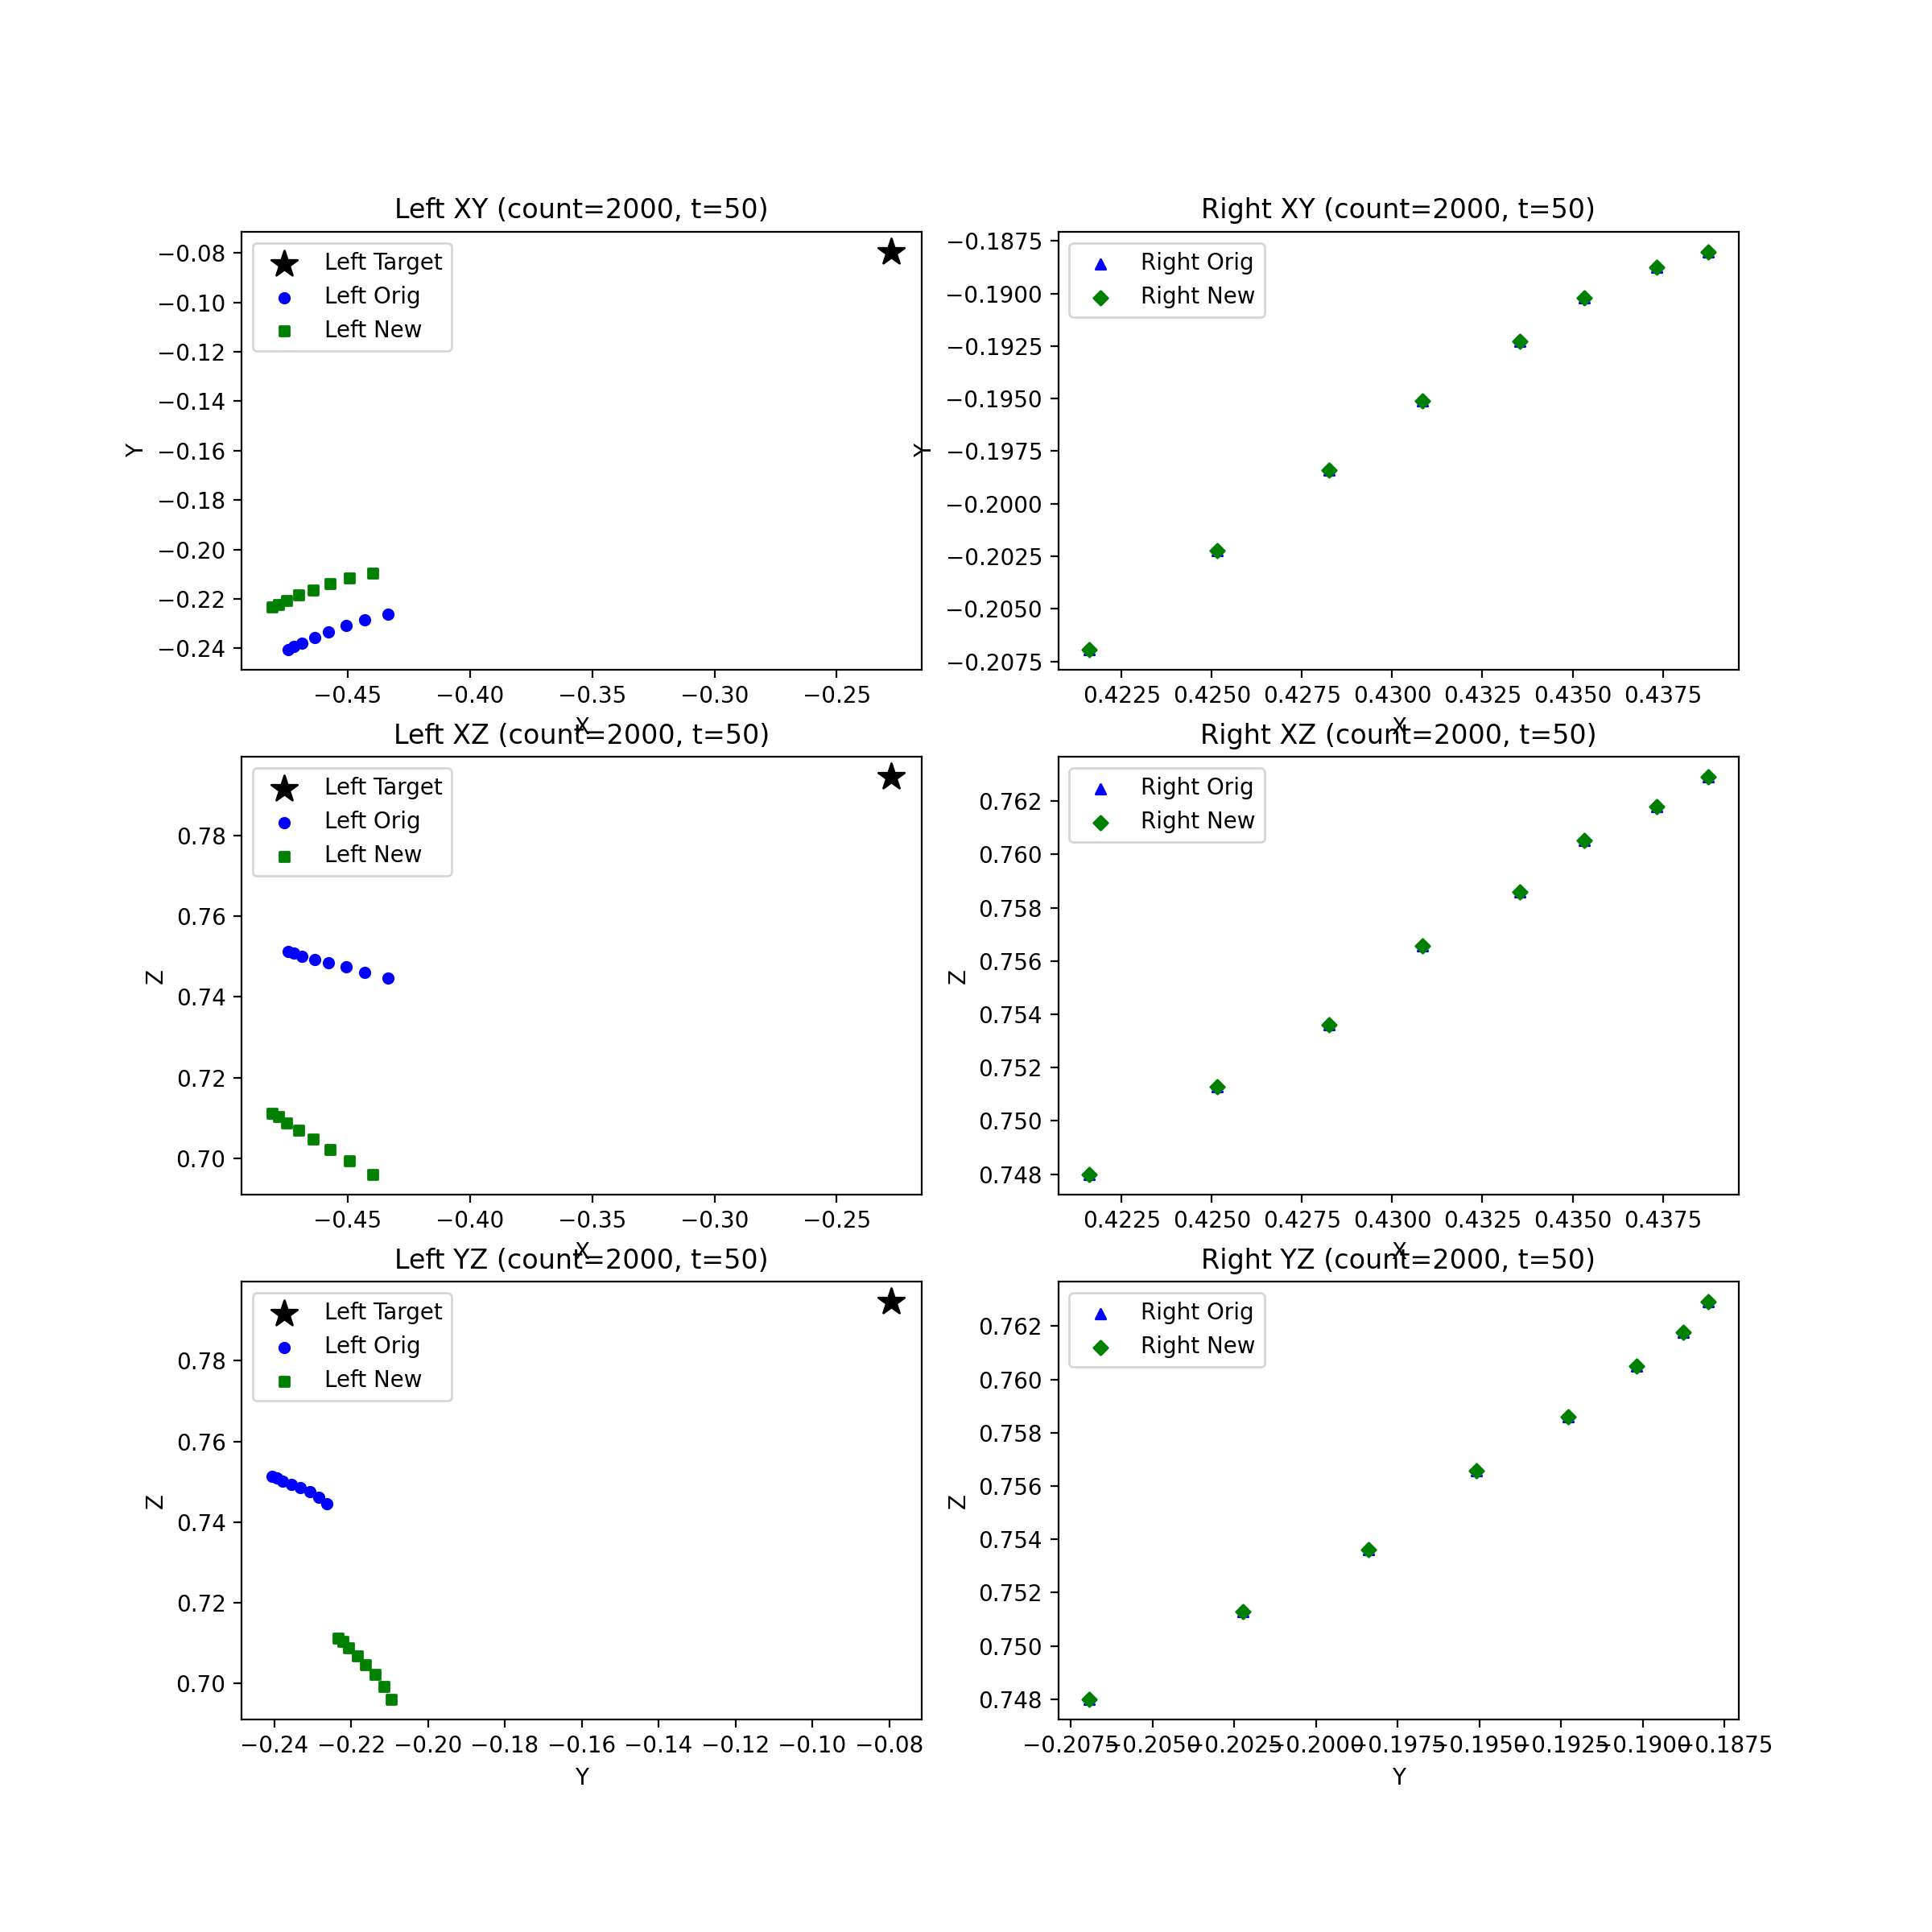 Left XY (count=2000, t=50)
Left Target
Left Orig
Left New
−0.08
−0.10
−0.12
−0.14
−0.16
−0.18
−0.20
−0.22
−0.24
Y
−0.45 −0.40 −0.35 −0.30 −0.25
X
Right XY (count=2000, t=50)
Right Orig
Right New
−0.1875
−0.1900
−0.1925
−0.1950
−0.1975
−0.2000
−0.2025
−0.2050
−0.2075
Y
0.4225 0.4250 0.4275 0.4300 0.4325 0.4350 0.4375
X
Left XZ (count=2000, t=50)
Left Target
Left Orig
Left New
0.78
0.76
0.74
0.72
0.70
Z
−0.45 −0.40 −0.35 −0.30 −0.25
X
Right XZ (count=2000, t=50)
Right Orig
Right New
0.762
0.760
0.758
0.756
0.754
0.752
0.750
0.748
Z
0.4225 0.4250 0.4275 0.4300 0.4325 0.4350 0.4375
X
Left YZ (count=2000, t=50)
Left Target
Left Orig
Left New
0.78
0.76
0.74
0.72
0.70
Z
−0.24 −0.22 −0.20 −0.18 −0.16 −0.14 −0.12 −0.10 −0.08
Y
Right YZ (count=2000, t=50)
Right Orig
Right New
0.762
0.760
0.758
0.756
0.754
0.752
0.750
0.748
Z
−0.2075 −0.2050 −0.2025 −0.2000 −0.1975 −0.1950 −0.1925 −0.1900 −0.1875
Y